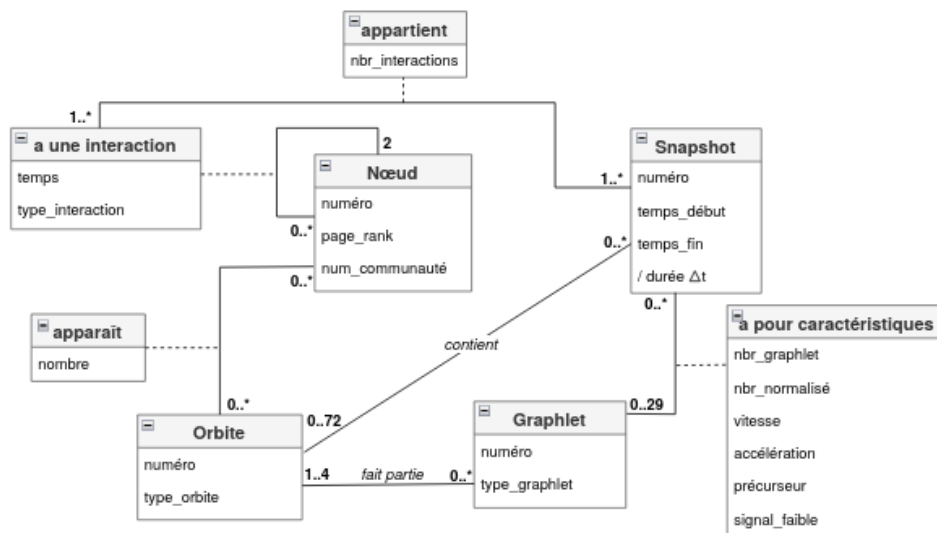 appartient
nbr_interactions
1..*
a une interaction
temps
type_interaction
2
Nœud
numéro
page_rank
num_communauté
0..*
0..*
Snapshot
numéro
temps_début
temps_fin
/ durée Δt
1..*
0..*
0..*
apparaït
nombre
contient
a pour caractéristiques
nbr_graphlet
nbr_normalisé
vitesse
accélération
précurseur
signal_faible
0..*
0..72
0..29
Orbite
numéro
type_orbite
1..4
fait partie
0..*
Graphlet
numéro
type_graphlet